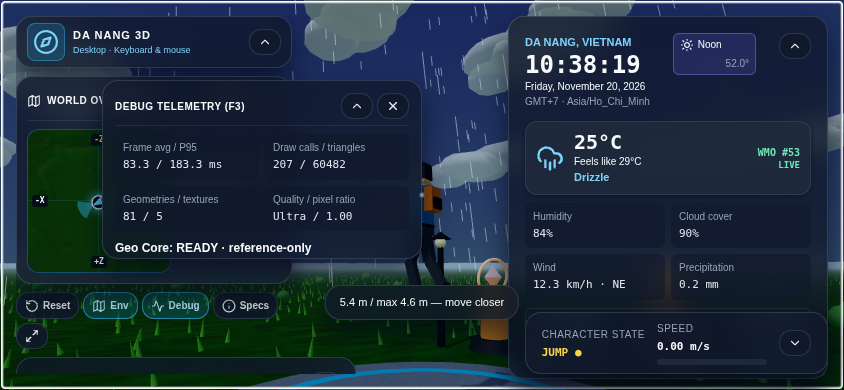 DA NANG 3D
Desktop · Keyboard & mouse
WORLD OV
-Z
-X
+Z
DEBUG TELEMETRY (F3)
Frame avg / P95
83.3 / 183.3 ms
Draw calls / triangles
207 / 60482
Geometries / textures
81 / 5
Quality / pixel ratio
Ultra / 1.00
Geo Core: READY · reference-only
Reset
Env
Debug
Specs
5.4 m / max 4.6 m — move closer
DA NANG, VIETNAM
10:38:19
Friday, November 20, 2026
GMT+7 · Asia/Ho_Chi_Minh
Noon
52.0°
25°C
Feels like 29°C
Drizzle
WMO #53
LIVE
Humidity
84%
Cloud cover
90%
Wind
12.3 km/h · NE
Precipitation
0.2 mm
CHARACTER STATE
JUMP ●
SPEED
0.00 m/s